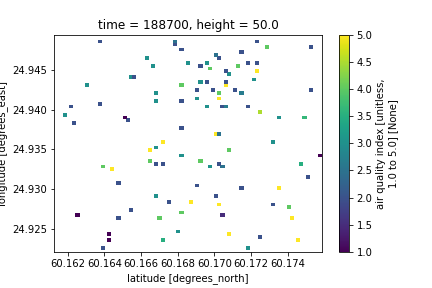 time = 188700, height = 50.0
longitude [degrees_east]
24.945
24.940
24.935
24.930
24.925
60.162 60.164 60.166 60.168 60.170 60.172 60.174
latitude [degrees_north]
5.0
4.5
4.0
3.5
3.0
2.5
2.0
1.5
1.0
air quality index [unitless,
1.0 to 5.0] [None]